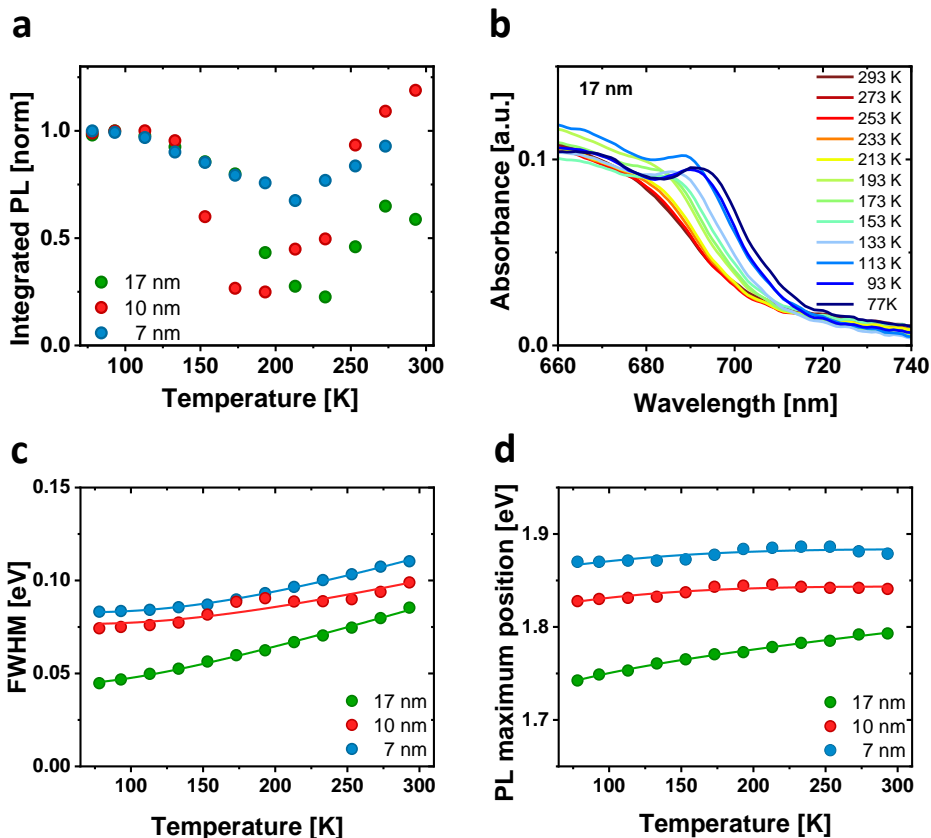 a
Integrated PL [norm]
1.0
0.5
0.0
17 nm
10 nm
7 nm
100 150 200 250 300
Temperature [K]
b
Absorbance [a.u.]
0.1
0.0
17 nm
293 K
273 K
253 K
233 K
213 K
193 K
173 K
153 K
133 K
113 K
93 K
77K
660 680 700 720 740
Wavelength [nm]
c
FWHM [eV]
0.15
0.10
0.05
0.00
17 nm
10 nm
7 nm
100 150 200 250 300
Temperature [K]
d
PL maximum position [eV]
1.9
1.8
1.7
17 nm
10 nm
7 nm
100 150 200 250 300
Temperature [K]